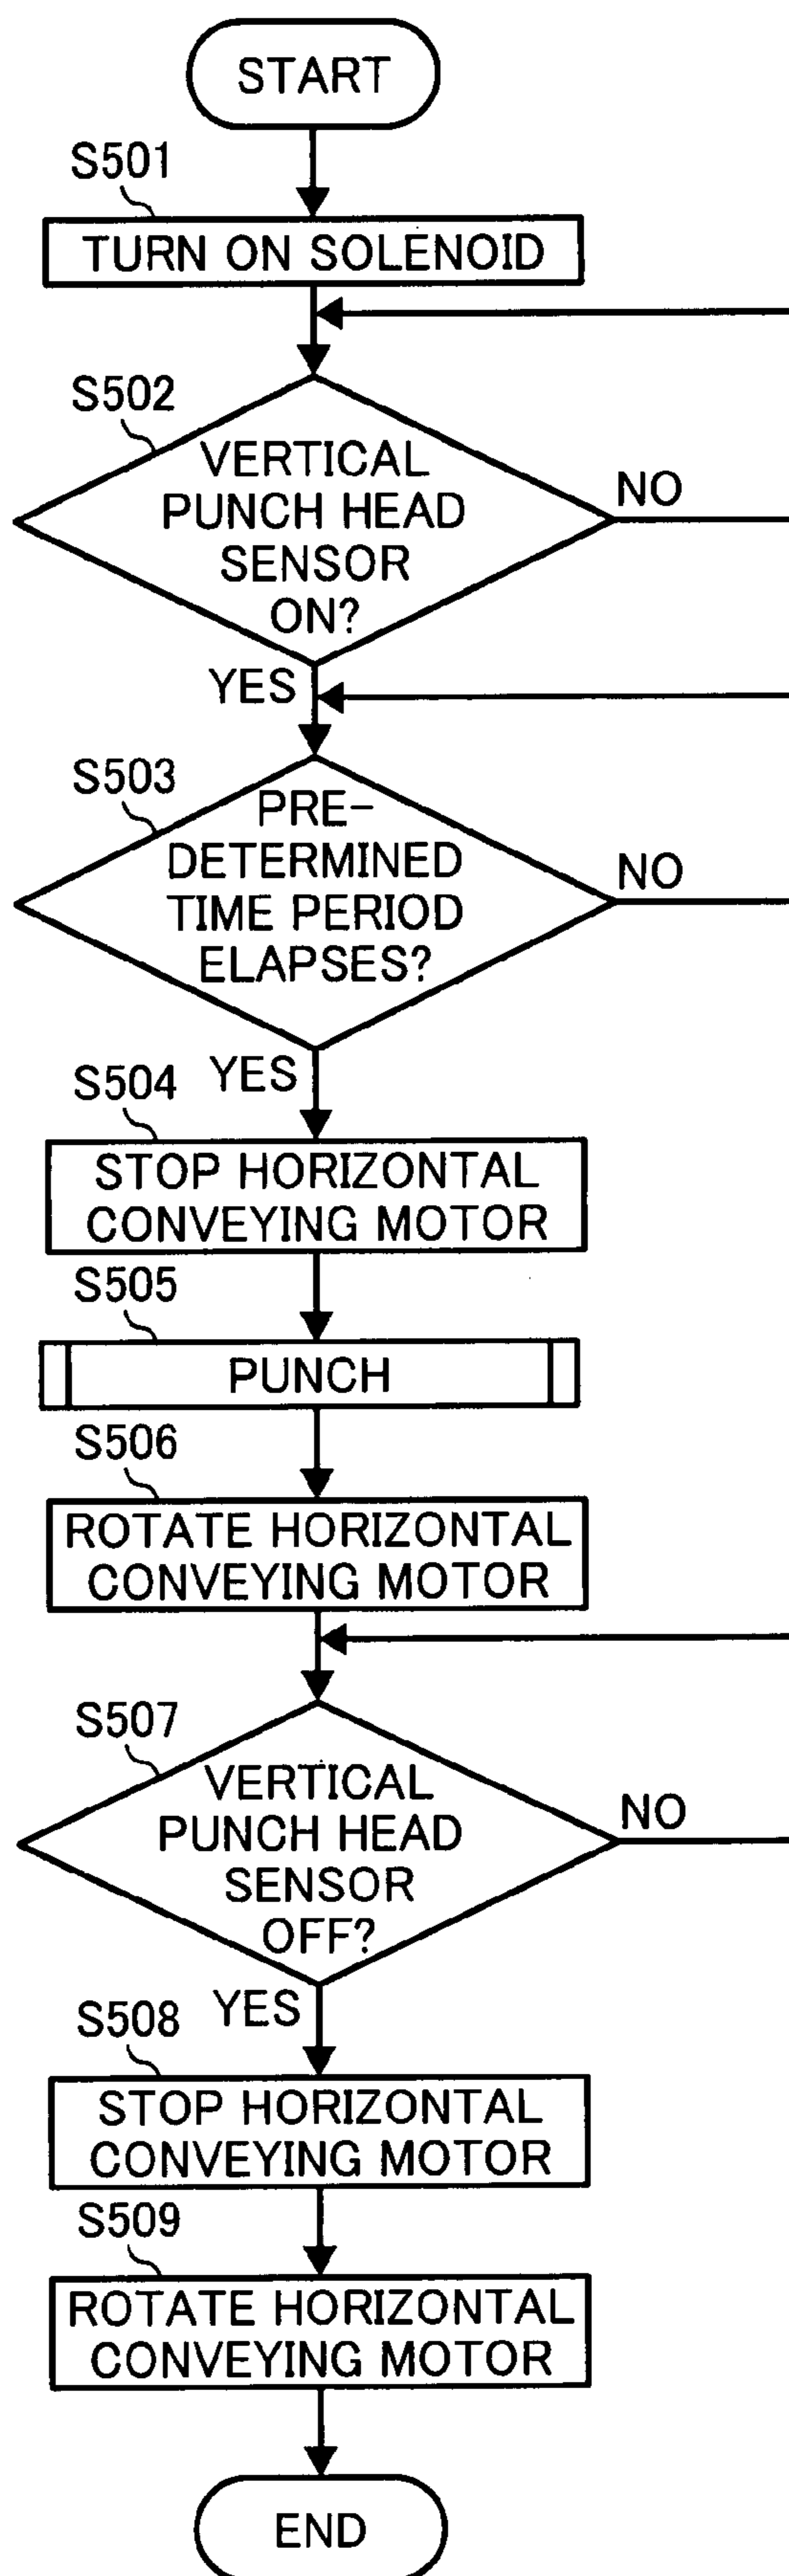 START
S501
TURN ON SOLENOID
S502
VERTICAL
PUNCH HEAD
SENSOR
ON?
NO
YES
S503
PRE-
DETERMINED
TIME PERIOD
ELAPSES?
NO
YES
S504
STOP HORIZONTAL
CONVEYING MOTOR
S505
PUNCH
S506
ROTATE HORIZONTAL
CONVEYING MOTOR
S507
VERTICAL
PUNCH HEAD
SENSOR
OFF?
NO
YES
S508
STOP HORIZONTAL
CONVEYING MOTOR
S509
ROTATE HORIZONTAL
CONVEYING MOTOR
END